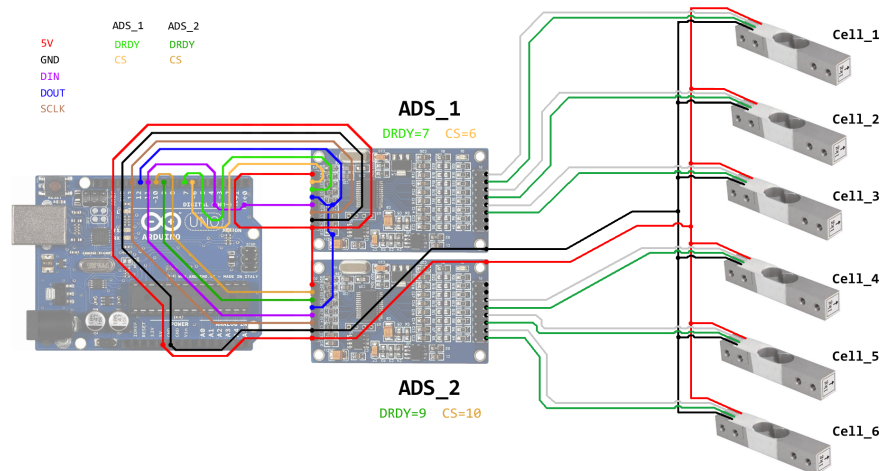 ADS_1 ADS_2
5V DRDY DRDY
GND CS CS
DIN
DOUT
SCLK
ADS_1
DRDY=7 CS=6
Cell_1
Cell_2
Cell_3
Cell_4
Cell_5
Cell_6
UNO
ARDUINO
ADS_2
DRDY=9 CS=10